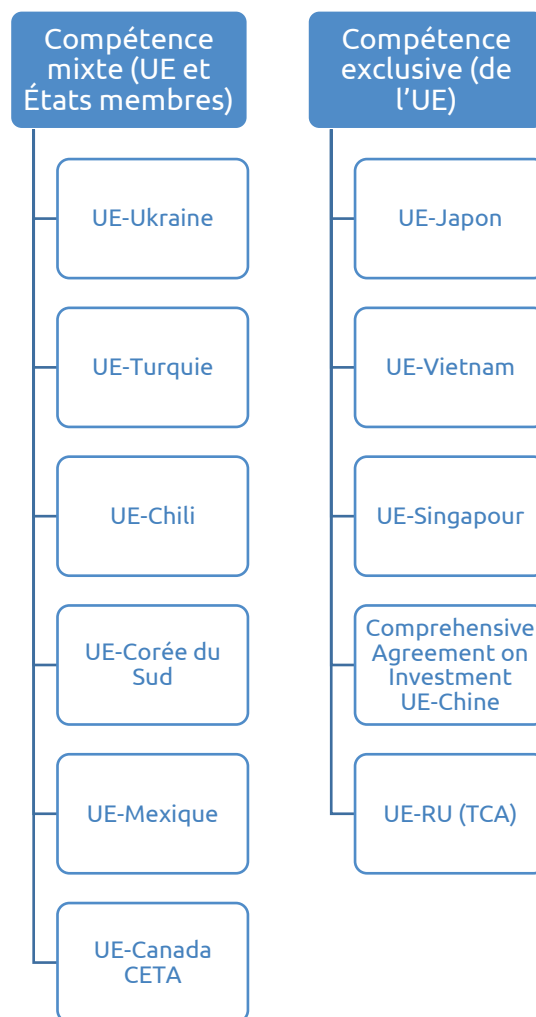 Compétence
mixte (UE et
États membres)
UE-Ukraine
UE-Turquie
UE-Chili
UE-Corée du
Sud
UE-Mexique
UE-Canada
CETA
Compétence
exclusive (de
l’UE)
UE-Japon
UE-Vietnam
UE-Singapour
Comprehensive
Agreement on
Investment
UE-Chine
UE-RU (TCA)